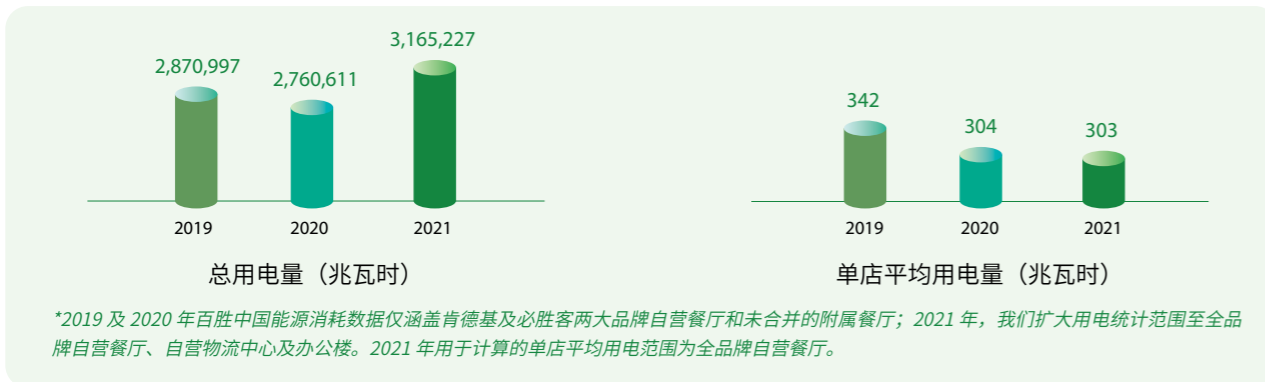 3,165,227
2,870,997
2,760,611
342
304
303
2019 2020 2021
2019 2020 2021
总用电量（兆瓦时）
单店平均用电量（兆瓦时）
*2019 及 2020 年百胜中国能源消耗数据仅涵盖肯德基及必胜客两大品牌自营餐厅和未合并的附属餐厅；2021 年，我们扩大用电统计范围至全品
牌自营餐厅、自营物流中心及办公楼。2021 年用于计算的单店平均用电范围为全品牌自营餐厅。